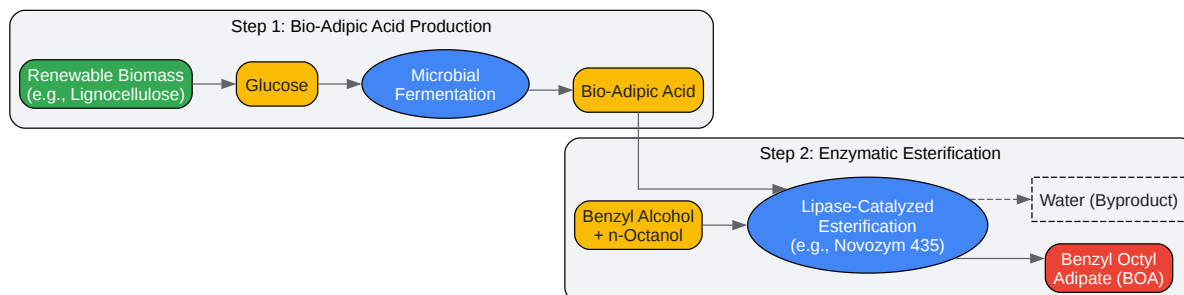 Step 1: Bio-Adipic Acid Production
Renewable Biomass
(e.g., Lignocellulose)
Glucose
Microbial
Fermentation
Bio-Adipic Acid
Step 2: Enzymatic Esterification
Benzyl Alcohol
+ n-Octanol
Lipase-Catalyzed
Esterification
(e.g., Novozym 435)
Water (Byproduct)
Benzyl Octyl
Adipate (BOA)